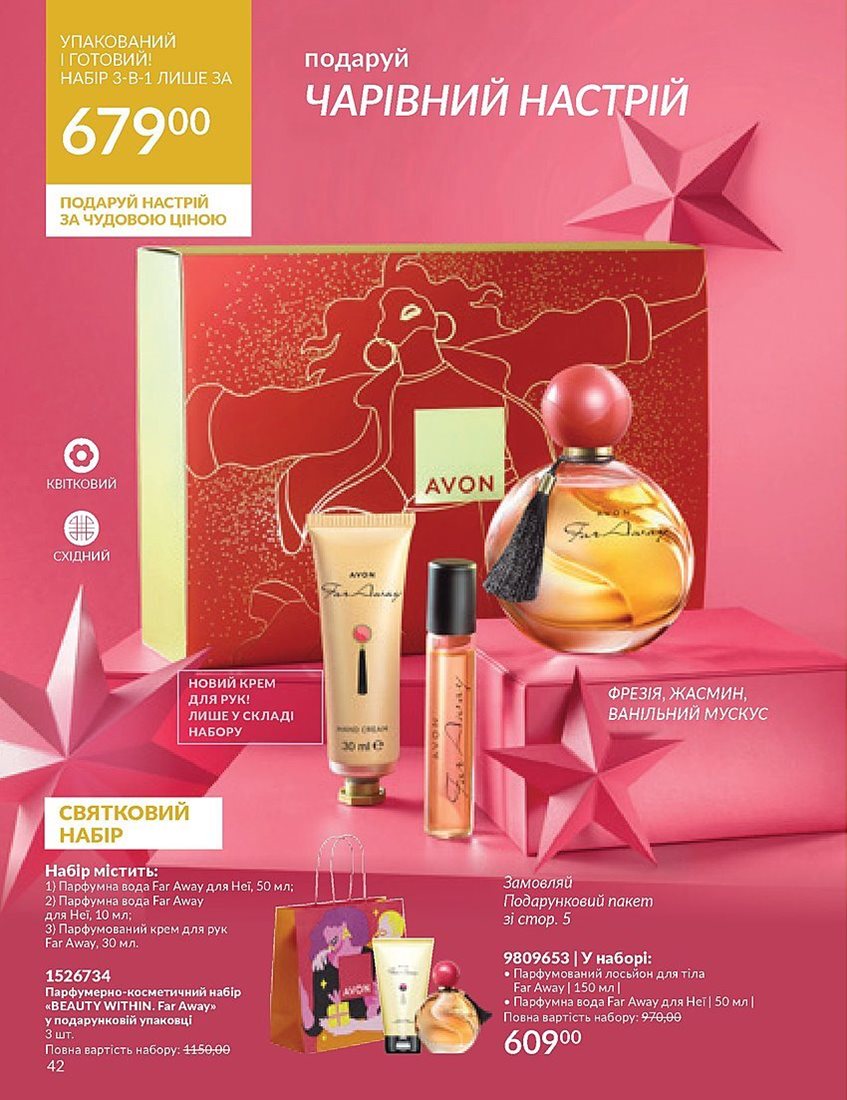 УПАКОВАНИЙ
І ГОТОВИЙ!
НАБІР 3-В-1 ЛИШЕ ЗА
679⁰⁰
ПОДАРУЙ НАСТРІЙ
ЗА ЧУДОВОЮ ЦІНОЮ
подаруй
ЧАРІВНИЙ НАСТРІЙ
AVON
КВІТКОВИЙ
СХІДНИЙ
AVON
Far Away
AVON
Far Away
HAND CREAM
30 ml e
AVON
Far Away
НОВИЙ КРЕМ
ДЛЯ РУК!
ЛИШЕ У СКЛАДІ
НАБОРУ
ФРЕЗІЯ, ЖАСМИН,
ВАНІЛЬНИЙ МУСКУС
СВЯТКОВИЙ
НАБІР
Набір містить:
1) Парфумна вода Far Away для Неї, 50 мл;
2) Парфумна вода Far Away
для Неї, 10 мл;
3) Парфумований крем для рук
Far Away, 30 мл.
1526734
Парфумерно-косметичний набір
«BEAUTY WITHIN. Far Away»
у подарунковій упаковці
3 шт.
Повна вартість набору: 1150,00
42
AVON
Замовляй
Подарунковий пакет
зі стор. 5
9809653 | У наборі:
• Парфумований лосьйон для тіла
Far Away | 150 мл |
• Парфумна вода Far Away для Неї | 50 мл |
Повна вартість набору: 970,00
609⁰⁰